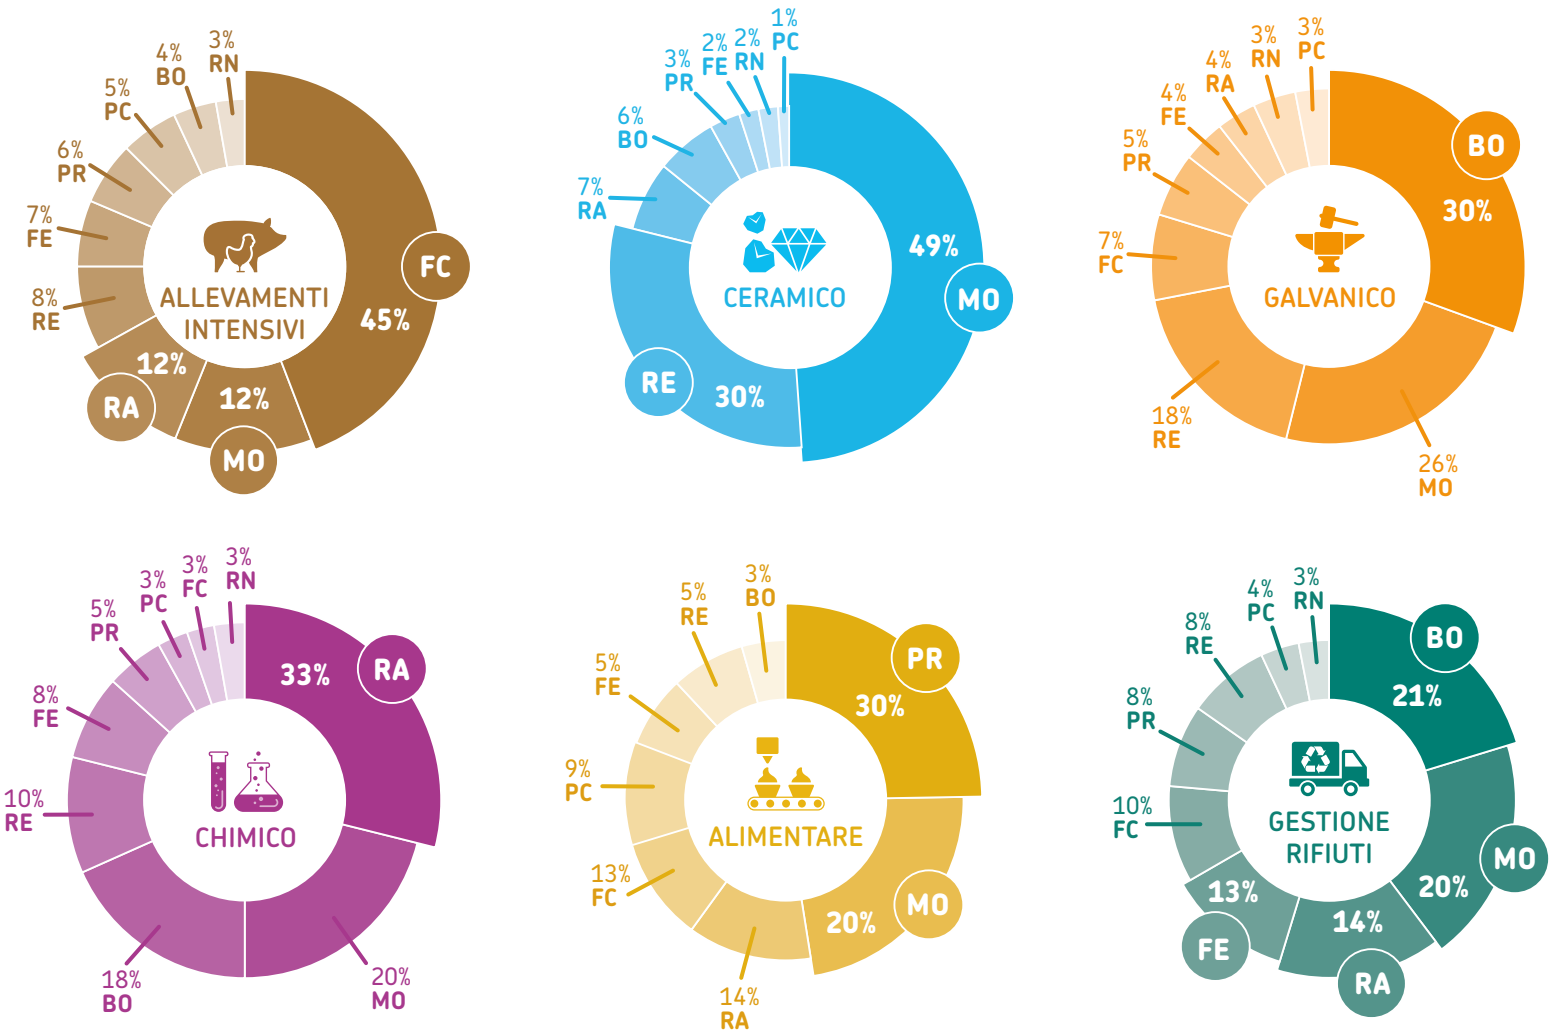 3%
RN
4%
BO
5%
PC
6%
PR
7%
FE
8%
RE
12%
RA
12%
MO
45%
FC
ALLEVAMENTI
INTENSIVI
1%
PC
2%
RN
2%
FE
3%
PR
6%
BO
7%
RA
30%
RE
49%
MO
CERAMICO
3%
PC
3%
RN
4%
RA
4%
FE
5%
PR
7%
FC
18%
RE
26%
MO
30%
BO
GALVANICO
3%
RN
3%
FC
3%
PC
5%
PR
8%
FE
10%
RE
18%
BO
20%
MO
33%
RA
CHIMICO
3%
BO
5%
RE
5%
FE
9%
PC
13%
FC
14%
RA
20%
MO
30%
PR
ALIMENTARE
3%
RN
4%
PC
8%
RE
8%
PR
10%
FC
13%
FE
14%
RA
20%
MO
21%
BO
GESTIONE
RIFIUTI